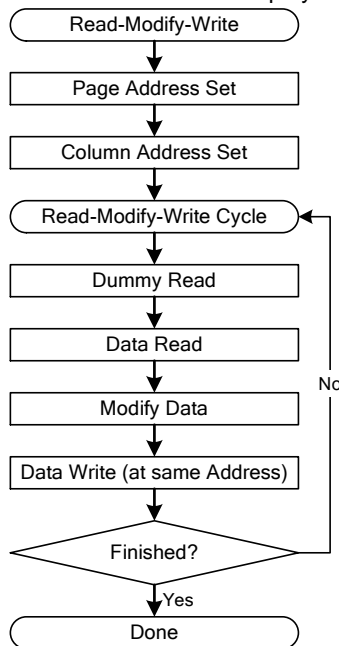 Read-Modify-Write
Page Address Set
Column Address Set
Read-Modify-Write Cycle
Dummy Read
Data Read
No
Modify Data
Data Write (at same Address)
Finished?
Yes
Done